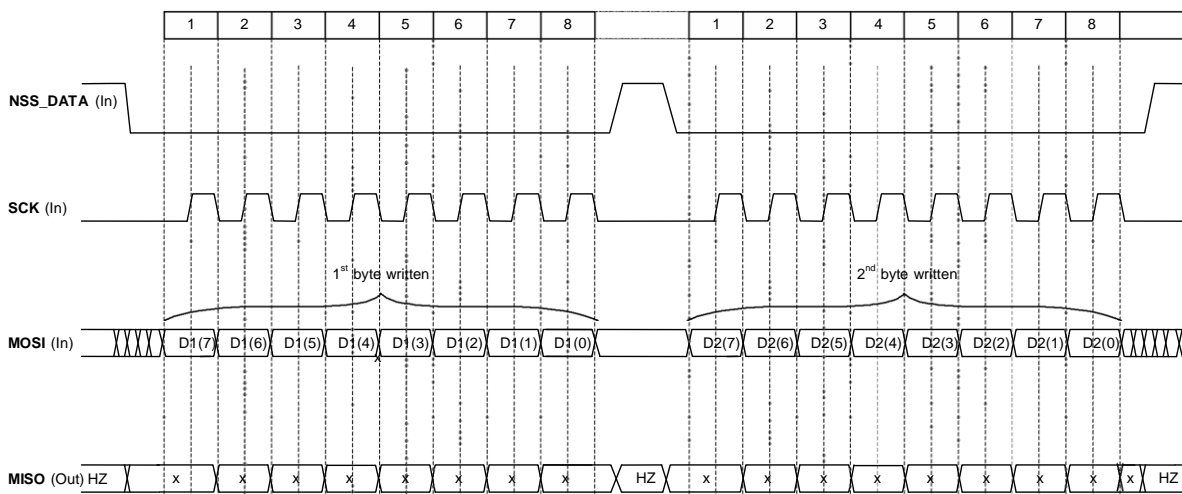 1 2 3 4 5 6 7 8 1 2 3 4 5 6 7 8
NSS_DATA (In)
SCK (In)
1st byte written 2nd byte written
MOSI (In) D1(7) D1(6) D1(5) D1(4) D1(3) D1(2) D1(1) D1(0) D2(7) D2(6) D2(5) D2(4) D2(3) D2(2) D2(1) D2(0)
MISO (Out) HZ x x x x x x x x HZ x x x x x x x x x HZ